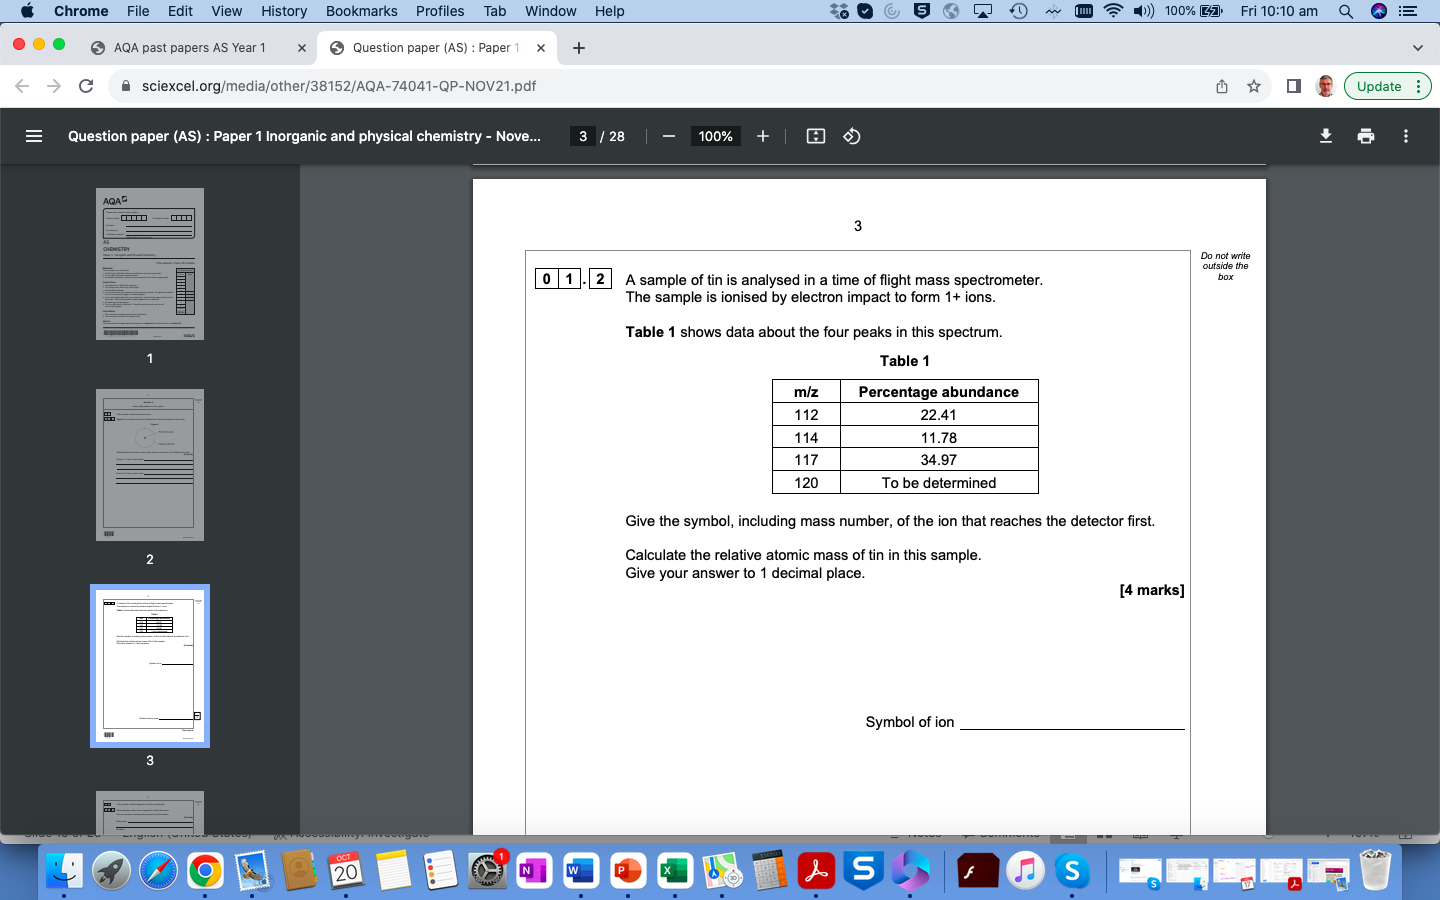 Chrome File Edit View History Bookmarks Profiles Tab Window Help 100% Fri 10:10 am
AQA past papers AS Year 1
Question paper (AS) : Paper 1
sciexcel.org/media/other/38152/AQA-74041-QP-NOV21.pdf
Update
Question paper (AS) : Paper 1 Inorganic and physical chemistry - Nove...
3 / 28
100%
AQA
AS
CHEMISTRY
1
2
3
3
Do not write
outside the
box
0 1 . 2
A sample of tin is analysed in a time of flight mass spectrometer.
The sample is ionised by electron impact to form 1+ ions.
Table 1 shows data about the four peaks in this spectrum.
Table 1
m/z Percentage abundance
112 22.41
114 11.78
117 34.97
120 To be determined
Give the symbol, including mass number, of the ion that reaches the detector first.
Calculate the relative atomic mass of tin in this sample.
Give your answer to 1 decimal place.
[4 marks]
Symbol of ion
OCT
20
1